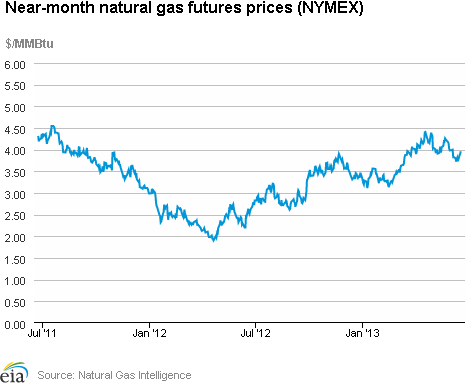 Near-month natural gas futures prices (NYMEX)
$/MMBtu
6.00
5.50
5.00
4.50
4.00
3.50
3.00
2.50
2.00
1.50
1.00
0.50
0.00
Jul '11
Jan '12
Jul '12
Jan '13
eia
Source: Natural Gas Intelligence